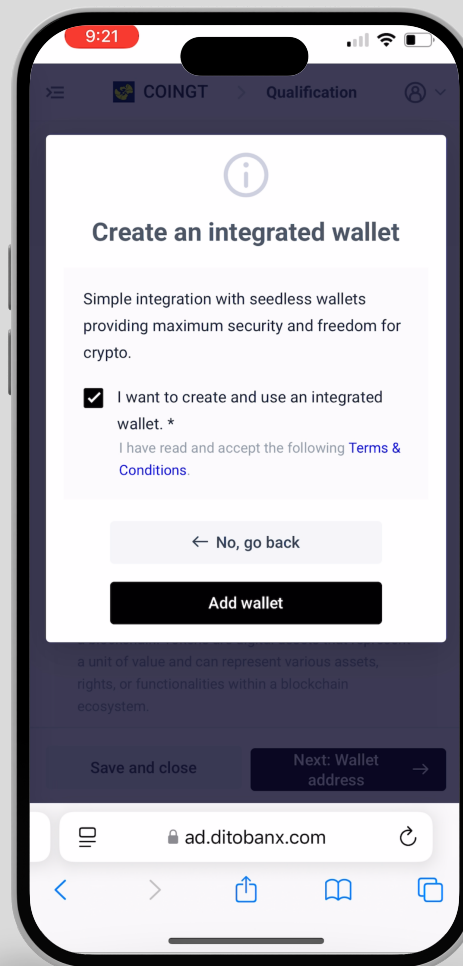 9:21
COINGT
Qualification
Create an integrated wallet
Simple integration with seedless wallets
providing maximum security and freedom for
crypto.
I want to create and use an integrated
wallet. *
I have read and accept the following Terms &
Conditions.
← No, go back
Add wallet
a unit of value and can represent various assets,
rights, or functionalities within a blockchain
ecosystem.
Save and close
Next: Wallet
address →
ad.ditobanx.com